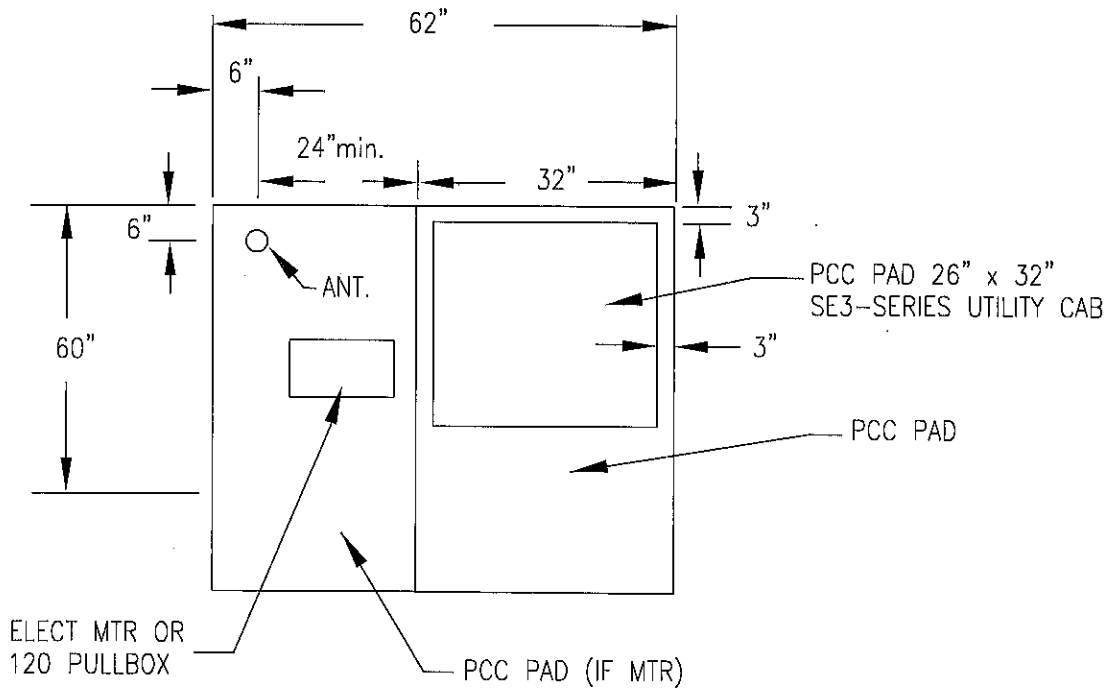 62"
6"
24"min.
32"
6"
3"
ANT.
PCC PAD 26" x 32"
SE3-SERIES UTILITY CAB
60"
3"
PCC PAD
ELECT MTR OR
120 PULLBOX
PCC PAD (IF MTR)